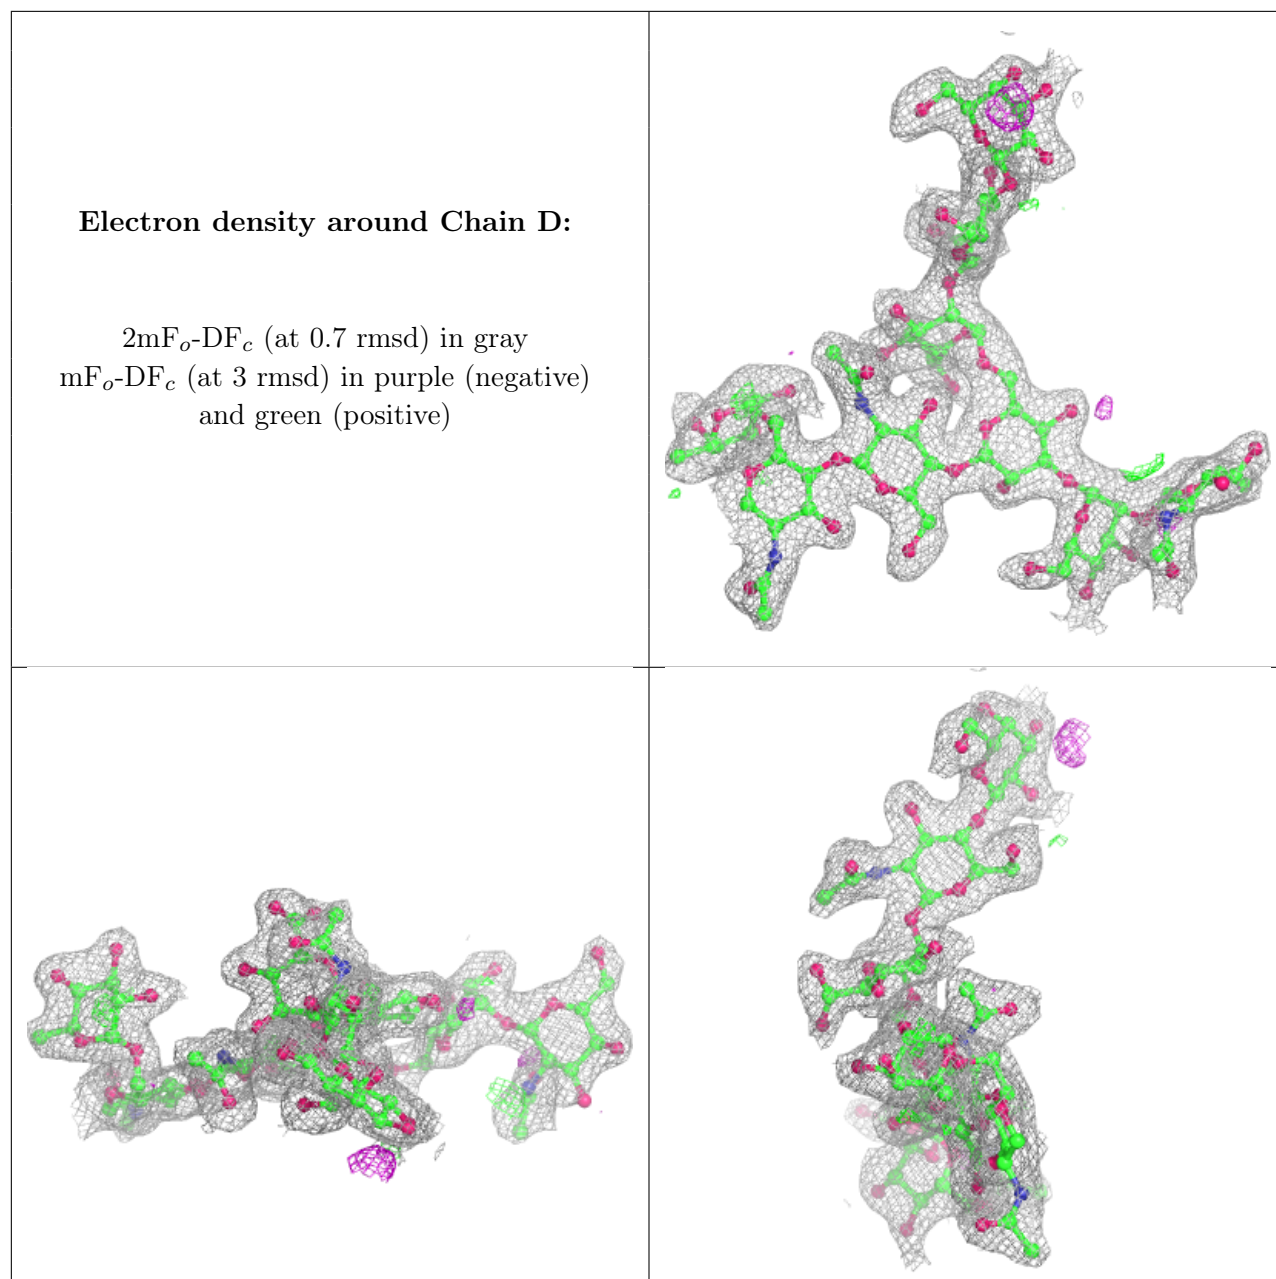 Electron density around Chain D:
2mFₒ-DF𝒸 (at 0.7 rmsd) in gray
mFₒ-DF𝒸 (at 3 rmsd) in purple (negative)
and green (positive)